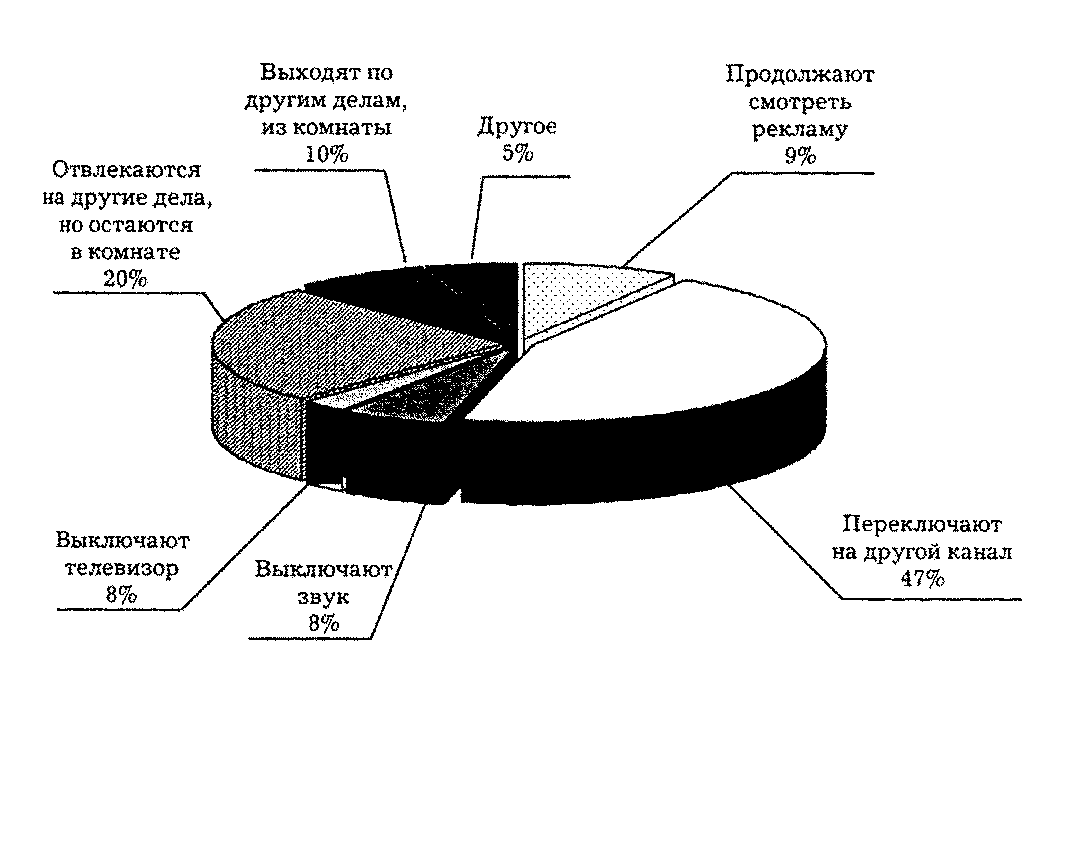 Выходят по
другим делам,
из комнаты
10%
Другое
5%
Продолжают
смотреть
рекламу
9%
Отвлекаются
на другие дела,
но остаются
в комнате
20%
Выключают
телевизор
8%
Выключают
звук
8%
Переключают
на другой канал
47%